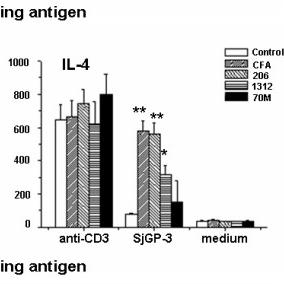 ing antigen
IL-4
Control
CFA
206
1312
70M
1000
800
600
400
200
0
**
**
*
anti-CD3
SjGP-3
medium
ing antigen